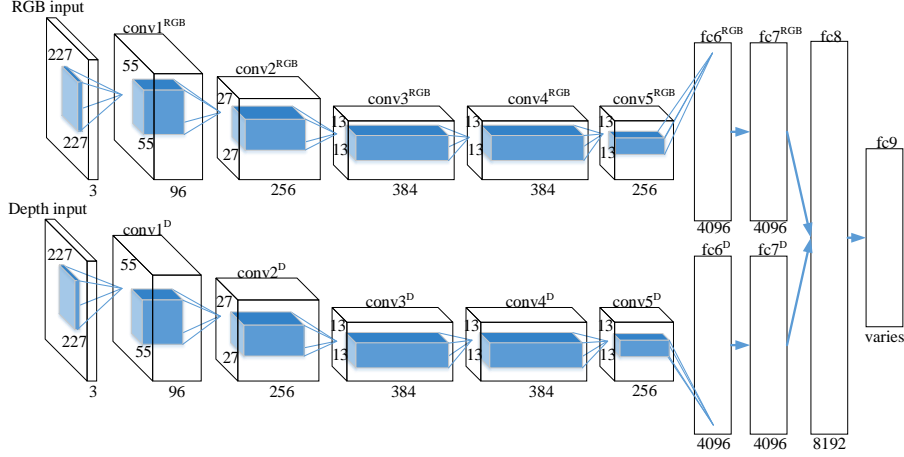 RGB input
conv1RGB
fc6RGB
fc7RGB
fc8
227
55
conv2RGB
27
conv3RGB
conv4RGB
conv5RGB
13
13
13
227
55
27
13
13
13
fc9
3
96
256
384
384
256
4096
4096
Depth input
conv1D
fc6D
fc7D
227
55
conv2D
27
conv3D
conv4D
conv5D
13
13
13
227
55
27
13
13
13
varies
3
96
256
384
384
256
4096
4096
8192